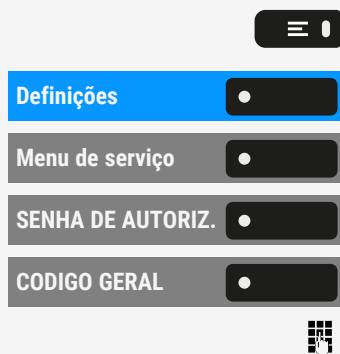 Definições
Menu de serviço
SENHA DE AUTORIZ.
CODIGO GERAL